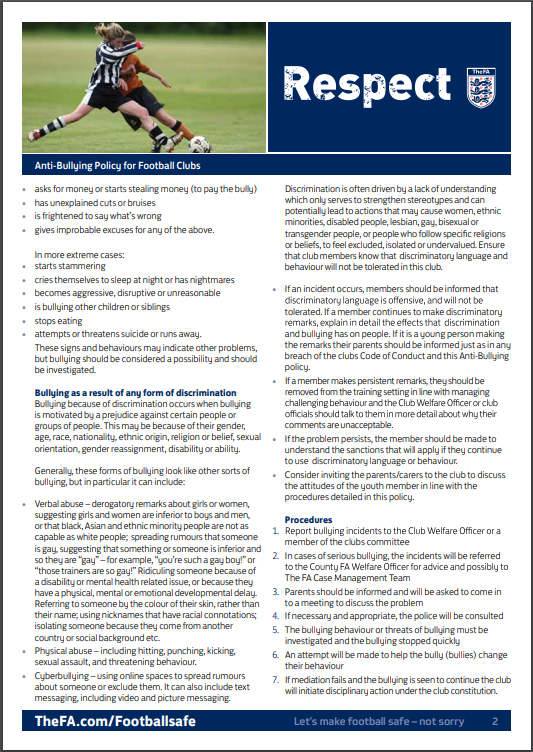 Respect
TheFA
Anti-Bullying Policy for Football Clubs
• asks for money or starts stealing money (to pay the bully)
• has unexplained cuts or bruises
• is frightened to say what's wrong
• gives improbable excuses for any of the above.
In more extreme cases:
• starts stammering
• cries themselves to sleep at night or has nightmares
• becomes aggressive, disruptive or unreasonable
• is bullying other children or siblings
• stops eating
• attempts or threatens suicide or runs away.
These signs and behaviours may indicate other problems,
but bullying should be considered a possibility and should
be investigated.
Bullying as a result of any form of discrimination
Bullying because of discrimination occurs when bullying
is motivated by a prejudice against certain people or
groups of people. This may be because of their gender,
age, race, nationality, ethnic origin, religion or belief, sexual
orientation, gender reassignment, disability or ability.
Generally, these forms of bullying look like other sorts of
bullying, but in particular it can include:
• Verbal abuse – derogatory remarks about girls or women,
suggesting girls and women are inferior to boys and men,
or that black, Asian and ethnic minority people are not as
capable as white people; spreading rumours that someone
is gay, suggesting that something or someone is inferior and
so they are "gay" – for example, "you're such a gay boy!" or
"those trainers are so gay!" Ridiculing someone because of
a disability or mental health related issue, or because they
have a physical, mental or emotional developmental delay.
Referring to someone by the colour of their skin, rather than
their name; using nicknames that have racial connotations;
isolating someone because they come from another
country or social background etc.
• Physical abuse – including hitting, punching, kicking,
sexual assault, and threatening behaviour.
• Cyberbullying – using online spaces to spread rumours
about someone or exclude them. It can also include text
messaging, including video and picture messaging.
Discrimination is often driven by a lack of understanding
which only serves to strengthen stereotypes and can
potentially lead to actions that may cause women, ethnic
minorities, disabled people, lesbian, gay, bisexual or
transgender people, or people who follow specific religions
or beliefs, to feel excluded, isolated or undervalued. Ensure
that club members know that discriminatory language and
behaviour will not be tolerated in this club.
• If an incident occurs, members should be informed that
discriminatory language is offensive, and will not be
tolerated. If a member continues to make discriminatory
remarks, explain in detail the effects that discrimination
and bullying has on people. If it is a young person making
the remarks their parents should be informed just as in any
breach of the clubs Code of Conduct and this Anti-Bullying
policy.
• If a member makes persistent remarks, they should be
removed from the training setting in line with managing
challenging behaviour and the Club Welfare Officer or club
officials should talk to them in more detail about why their
comments are unacceptable.
• If the problem persists, the member should be made to
understand the sanctions that will apply if they continue
to use discriminatory language or behaviour.
• Consider inviting the parents/carers to the club to discuss
the attitudes of the youth member in line with the
procedures detailed in this policy.
Procedures
1. Report bullying incidents to the Club Welfare Officer or a
member of the clubs committee
2. In cases of serious bullying, the incidents will be referred
to the County FA Welfare Officer for advice and possibly to
The FA Case Management Team
3. Parents should be informed and will be asked to come in
to a meeting to discuss the problem
4. If necessary and appropriate, the police will be consulted
5. The bullying behaviour or threats of bullying must be
investigated and the bullying stopped quickly
6. An attempt will be made to help the bully (bullies) change
their behaviour
7. If mediation fails and the bullying is seen to continue the club
will initiate disciplinary action under the club constitution.
TheFA.com/Footballsafe
Let's make football safe – not sorry 2